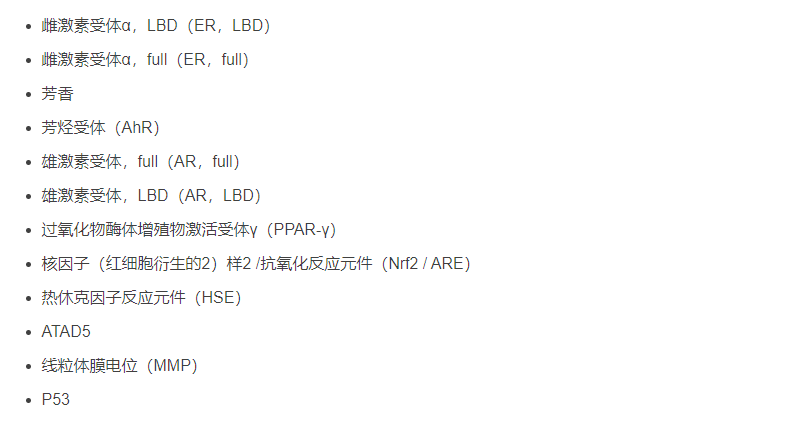 雌激素受体α，LBD（ER，LBD）
雌激素受体α，full（ER，full）
芳香
芳烃受体（AhR）
雄激素受体，full（AR，full）
雄激素受体，LBD（AR，LBD）
过氧化物酶体增殖物激活受体γ（PPAR-γ）
核因子（红细胞衍生的2）样2 /抗氧化反应元件（Nrf2 / ARE）
热休克因子反应元件（HSE）
ATAD5
线粒体膜电位（MMP）
P53